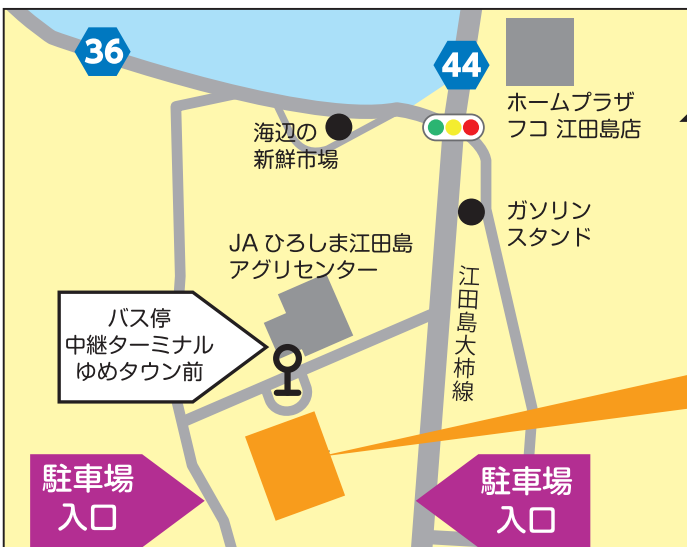 36
44
ホームプラザ
フコ 江田島店
海辺の
新鮮市場
ガソリン
スタンド
JA ひろしま江田島
アグリセンター
江田島大柿線
バス停
中継ターミナル
ゆめタウン前
駐車場
入口
駐車場
入口